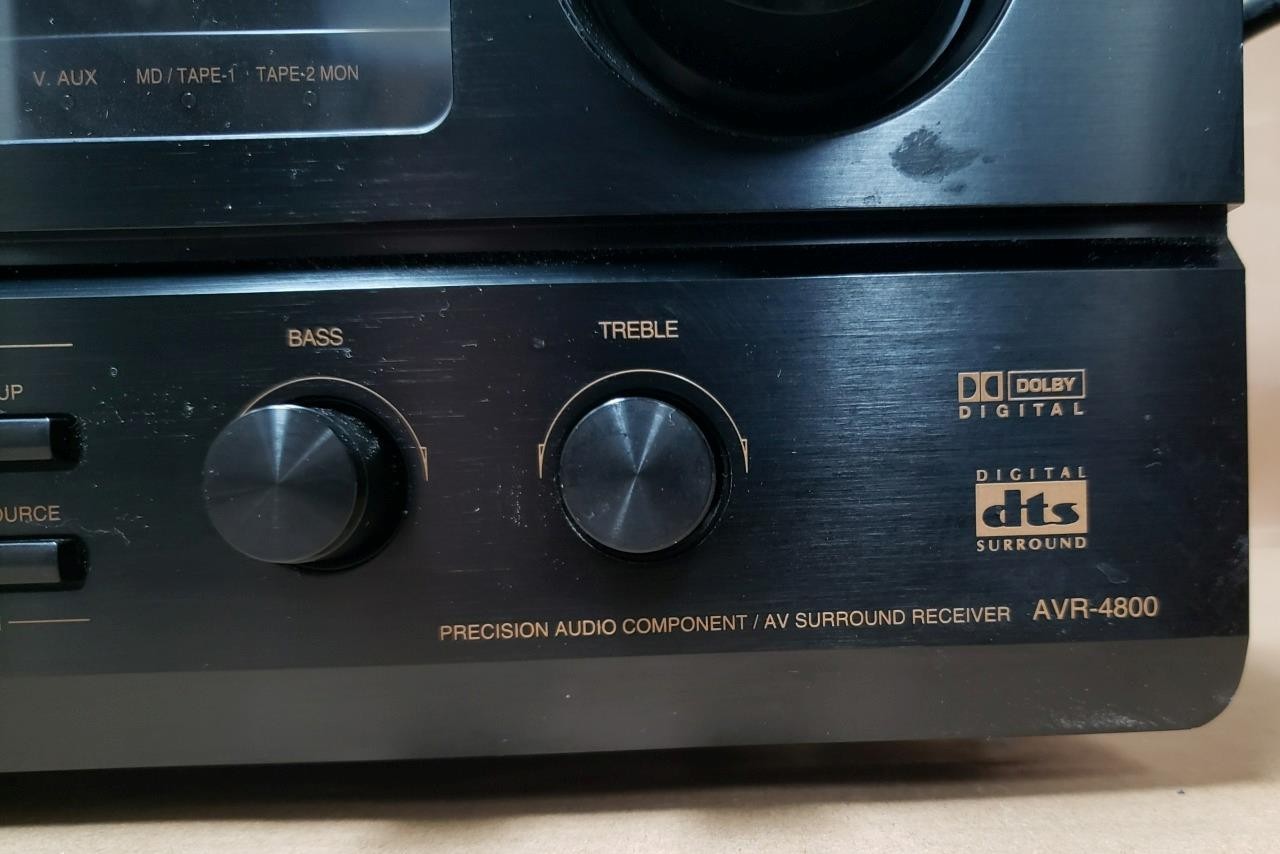 V. AUX
MD / TAPE-1
TAPE-2 MON
BASS
TREBLE
UP
DOLBY
DIGITAL
DIGITAL
dts
SURROUND
PRECISION AUDIO COMPONENT / AV SURROUND RECEIVER
AVR-4800